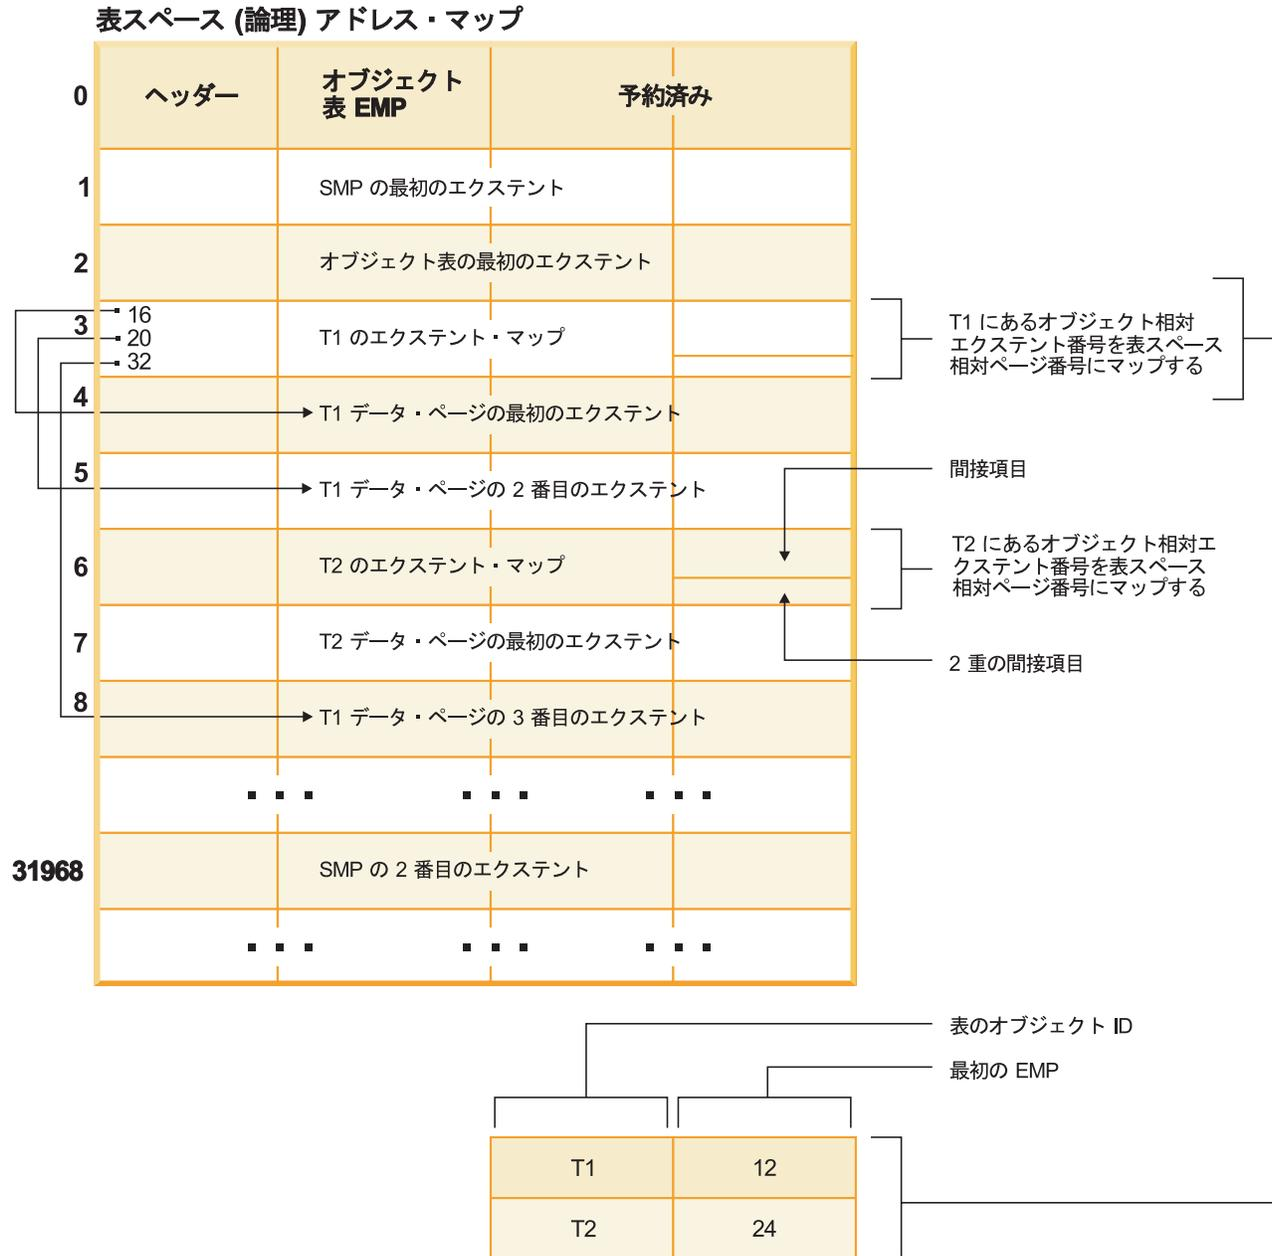 表スペース (論理) アドレス・マップ
0
ヘッダー
オブジェクト
表 EMP
予約済み
1
SMP の最初のエクステント
2
オブジェクト表の最初のエクステント
3
16
20
32
T1 のエクステント・マップ
T1 にあるオブジェクト相対
エクステント番号を表スペース
相対ページ番号にマップする
4
T1 データ・ページの最初のエクステント
5
T1 データ・ページの 2 番目のエクステント
間接項目
6
T2 のエクステント・マップ
T2 にあるオブジェクト相対エ
クステント番号を表スペース
相対ページ番号にマップする
7
T2 データ・ページの最初のエクステント
2 重の間接項目
8
T1 データ・ページの 3 番目のエクステント
31968
SMP の 2 番目のエクステント
表のオブジェクト ID
最初の EMP
T1 12
T2 24